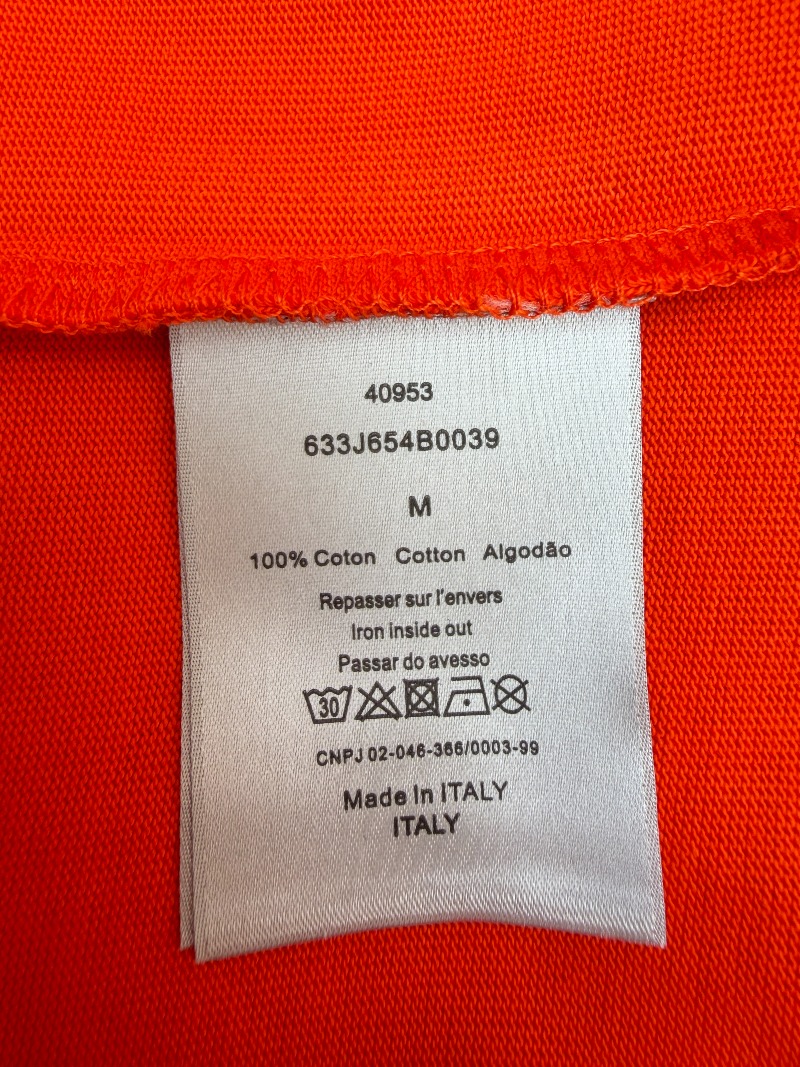 40953
633J654B0039
M
100% Coton Cotton Algodão
Repasser sur l'envers
Iron inside out
Passar do avesso
30
CNPJ 02-046-366/0003-99
Made In ITALY
ITALY